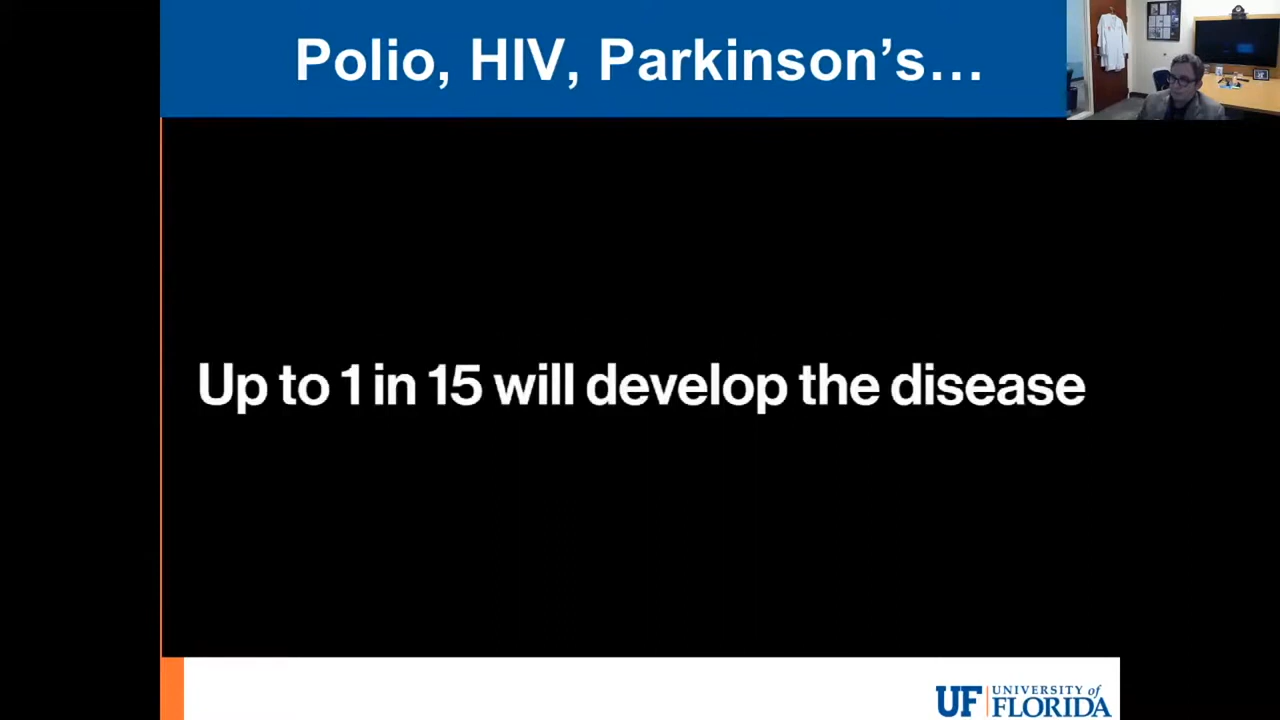 Polio, HIV, Parkinson’s…
Up to 1 in 15 will develop the disease
UF UNIVERSITY of
FLORIDA